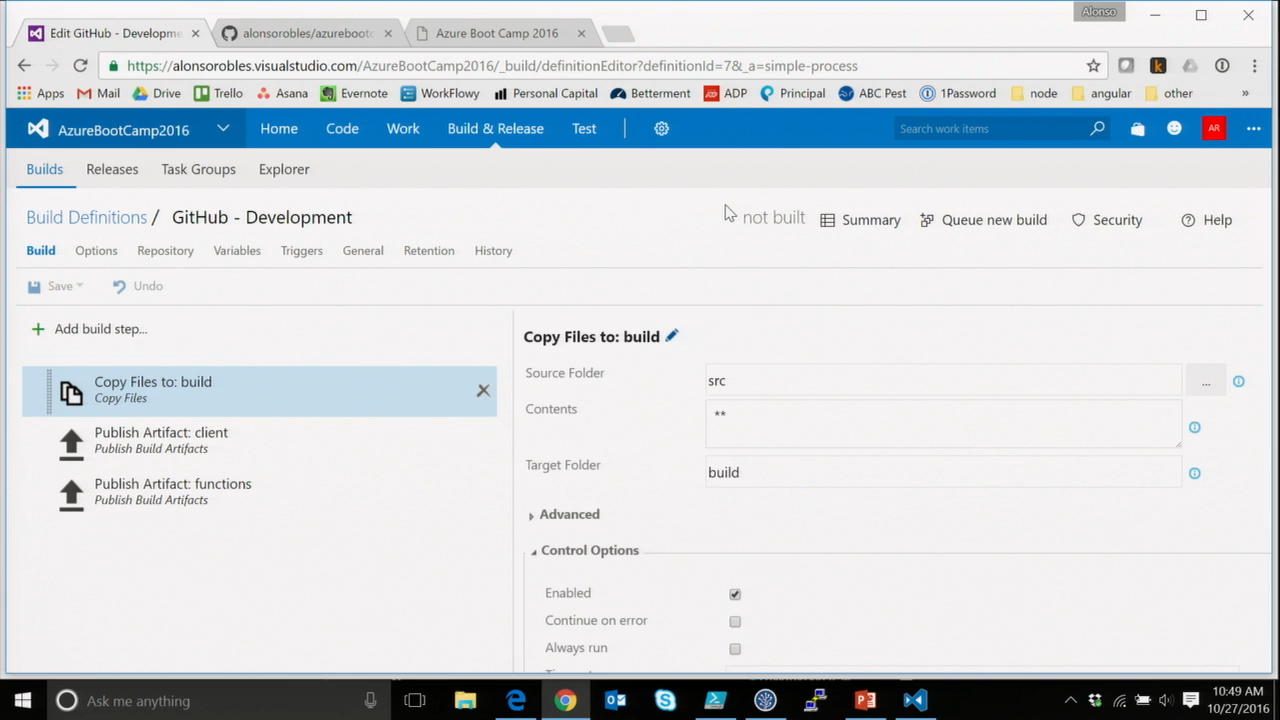 Alonso
Edit GitHub - Developme
alonsorobles/azurebootc
Azure Boot Camp 2016
https://alonsorobles.visualstudio.com/AzureBootCamp2016/_build/definitionEditor?definitionId=7&_a=simple-process
Apps Mail Drive Trello Asana Evernote WorkFlowy Personal Capital Betterment ADP Principal ABC Pest 1Password node angular other »
AzureBootCamp2016 Home Code Work Build & Release Test Search work items AR
Builds Releases Task Groups Explorer
Build Definitions / GitHub - Development not built Summary Queue new build Security Help
Build Options Repository Variables Triggers General Retention History
Save Undo
Add build step...
Copy Files to: build
Copy Files
Publish Artifact: client
Publish Build Artifacts
Publish Artifact: functions
Publish Build Artifacts
Copy Files to: build
Source Folder src ...
Contents **
Target Folder build
Advanced
Control Options
Enabled
Continue on error
Always run
Ask me anything
10:49 AM
10/27/2016